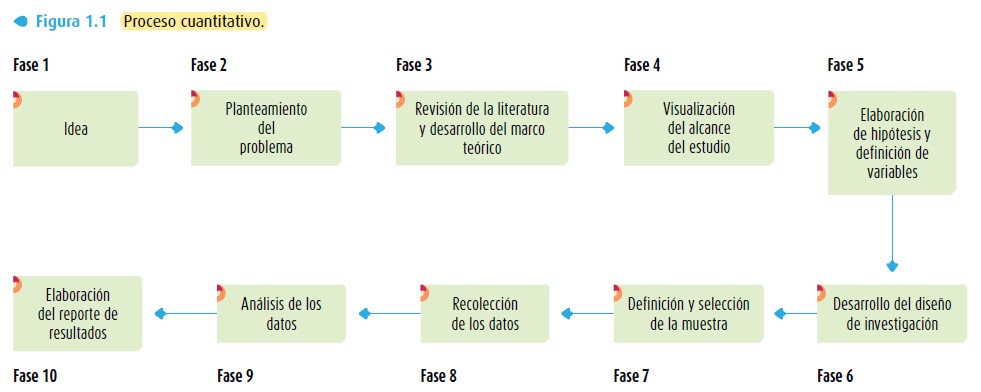 Figura 1.1 Proceso cuantitativo.
Fase 1
Fase 2
Fase 3
Fase 4
Fase 5
Idea
Planteamiento
del
problema
Revisión de la literatura
y desarrollo del marco
teórico
Visualización
del alcance
del estudio
Elaboración
de hipótesis y
definición de
variables
Desarrollo del diseño
de investigación
Definición y selección
de la muestra
Recolección
de los datos
Análisis de los
datos
Elaboración
del reporte de
resultados
Fase 10
Fase 9
Fase 8
Fase 7
Fase 6